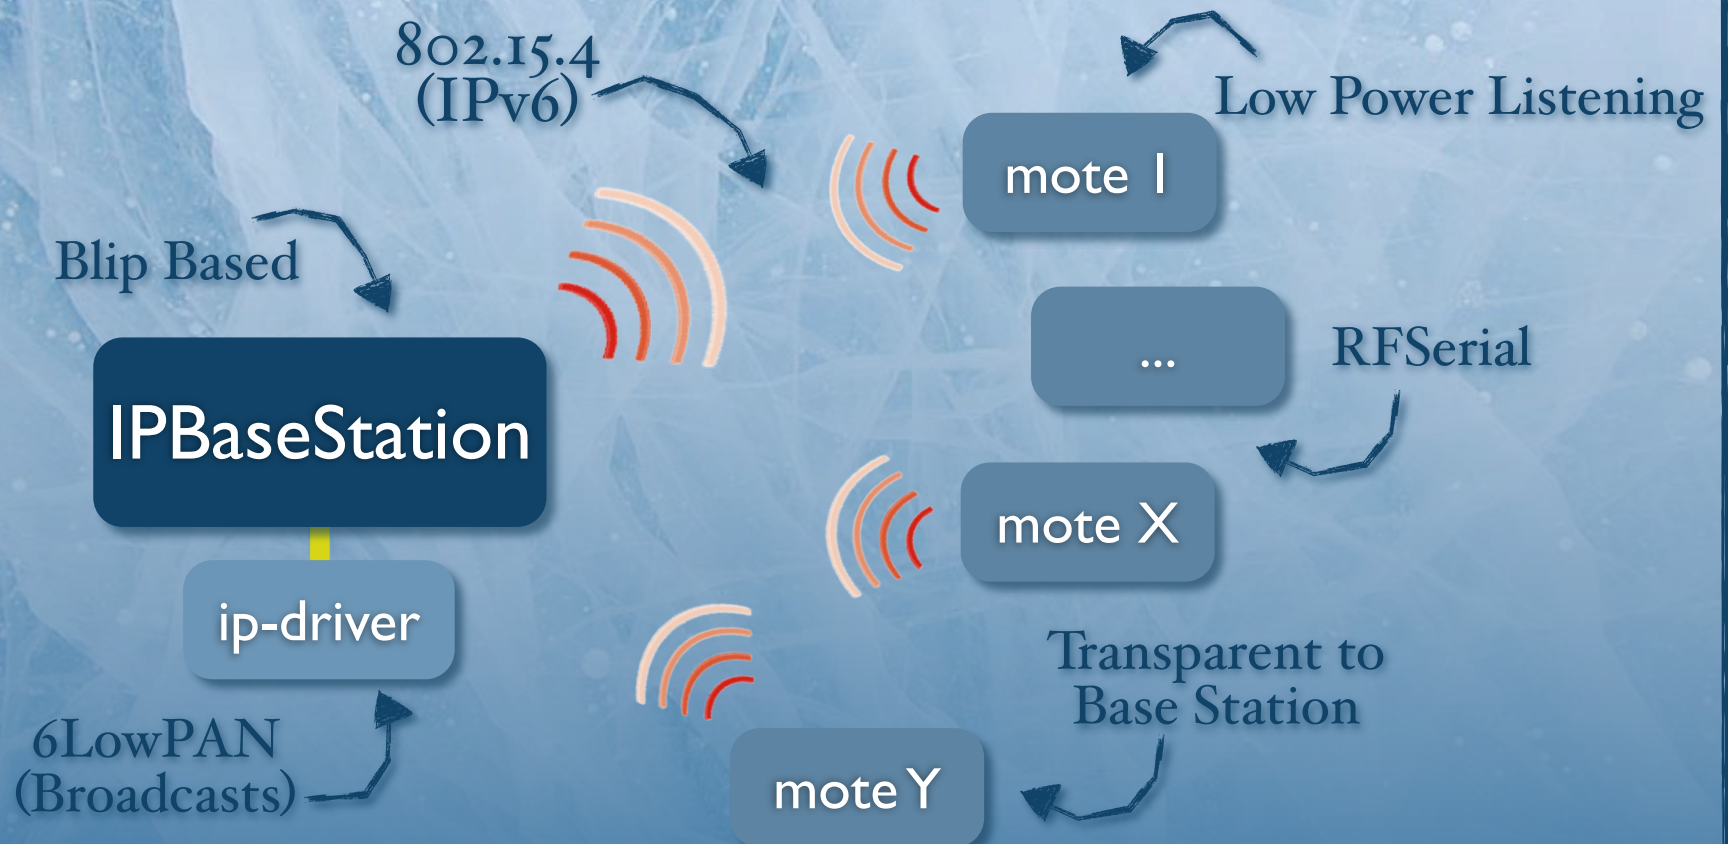 802.15.4
(IPv6)
Low Power Listening
mote 1
Blip Based
...
RFSerial
IPBaseStation
mote X
ip-driver
Transparent to
Base Station
6LowPAN
(Broadcasts)
mote Y